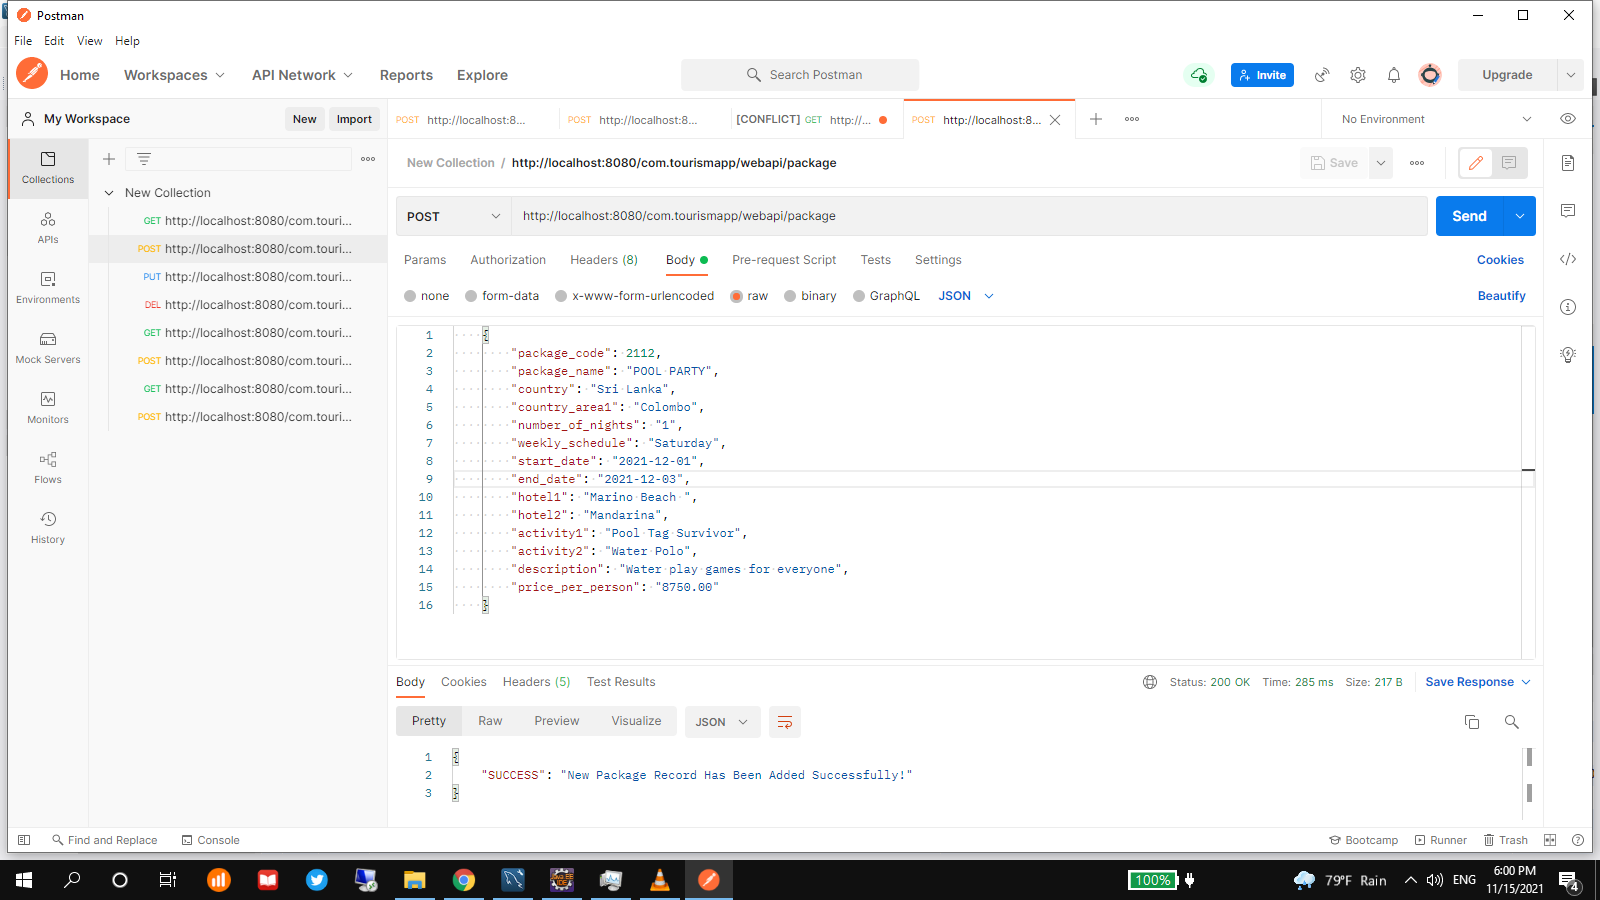 Postman
File Edit View Help
Home Workspaces API Network Reports Explore
Search Postman
Invite
Upgrade
My Workspace
New Import
POST http://localhost:8...
POST http://localhost:8...
[CONFLICT] GET http://...
POST http://localhost:8...
No Environment
Collections
APIs
Environments
Mock Servers
Monitors
Flows
History
New Collection
GET http://localhost:8080/com.touri...
POST http://localhost:8080/com.touri...
PUT http://localhost:8080/com.touri...
DEL http://localhost:8080/com.touri...
GET http://localhost:8080/com.touri...
POST http://localhost:8080/com.touri...
GET http://localhost:8080/com.touri...
POST http://localhost:8080/com.touri...
New Collection / http://localhost:8080/com.tourismapp/webapi/package
Save
POST http://localhost:8080/com.tourismapp/webapi/package
Send
Params Authorization Headers (8) Body Pre-request Script Tests Settings
Cookies
none form-data x-www-form-urlencoded raw binary GraphQL JSON
Beautify
1 {
2 "package_code": 2112,
3 "package_name": "POOL PARTY",
4 "country": "Sri Lanka",
5 "country_area1": "Colombo",
6 "number_of_nights": "1",
7 "weekly_schedule": "Saturday",
8 "start_date": "2021-12-01",
9 "end_date": "2021-12-03",
10 "hotel1": "Marino Beach ",
11 "hotel2": "Mandarina",
12 "activity1": "Pool Tag Survivor",
13 "activity2": "Water Polo",
14 "description": "Water play games for everyone",
15 "price_per_person": "8750.00"
16 }
Body Cookies Headers (5) Test Results
Status: 200 OK Time: 285 ms Size: 217 B
Save Response
Pretty Raw Preview Visualize JSON
1 {
2 "SUCCESS": "New Package Record Has Been Added Successfully!"
3 }
Find and Replace Console
Bootcamp Runner Trash
100%
79°F Rain
ENG
6:00 PM
11/15/2021
4